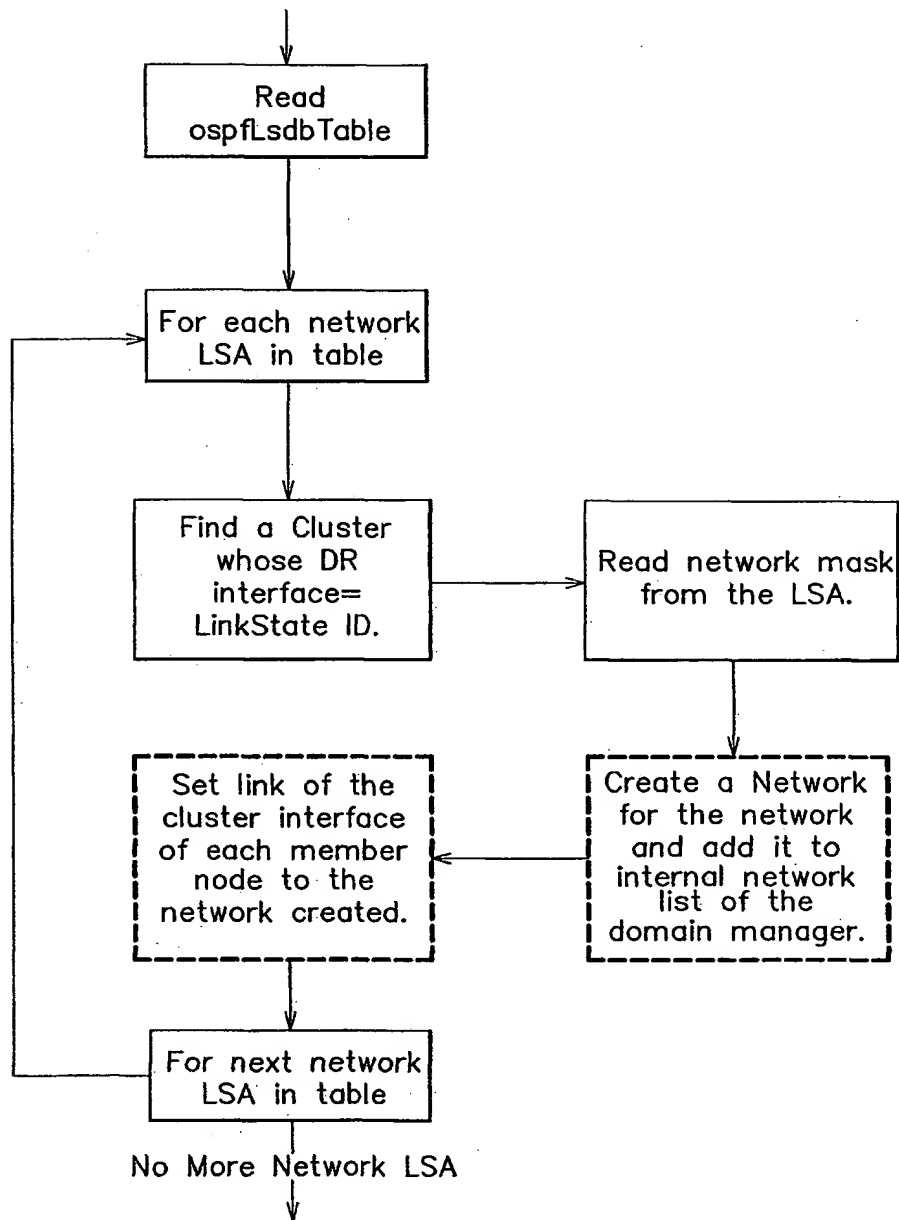 Read
ospfLsdbTable
For each network
LSA in table
Find a Cluster
whose DR
interface=
LinkState ID.
Read network mask
from the LSA.
Create a Network
for the network
and add it to
internal network
list of the
domain manager.
Set link of the
cluster interface
of each member
node to the
network created.
For next network
LSA in table
No More Network LSA